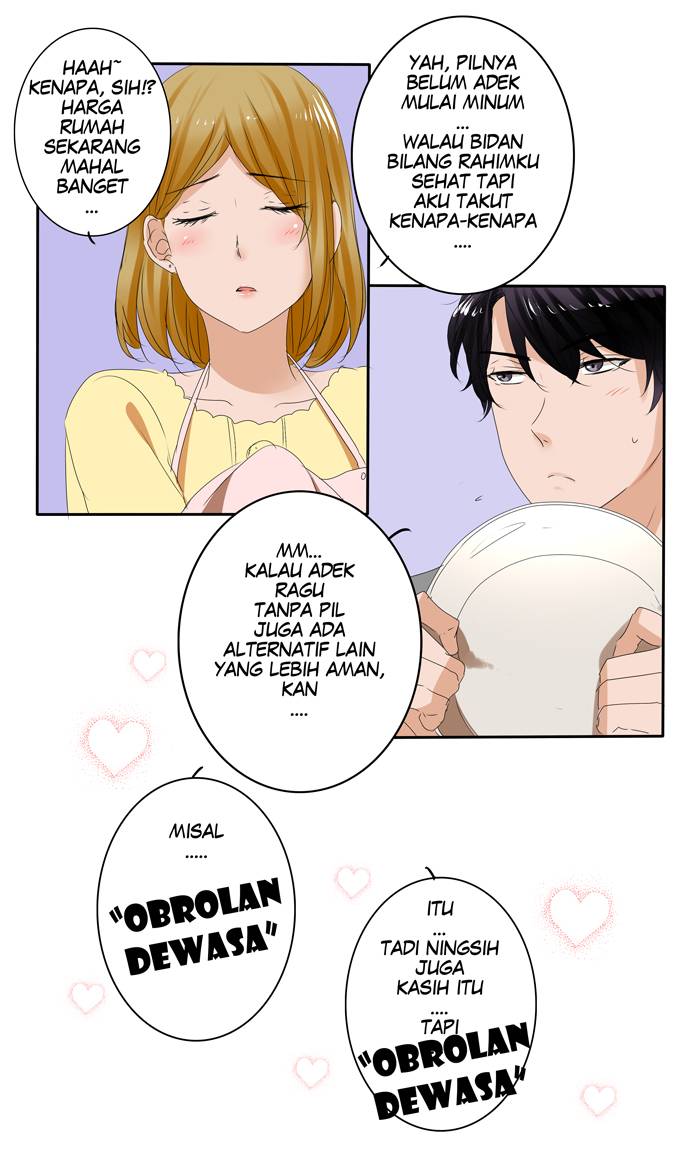 HAAH~
KENAPA, SIH!?
HARGA
RUMAH
SEKARANG
MAHAL
BANGET
...
YAH, PILNYA
BELUM ADEK
MULAI MINUM
...
WALAU BIDAN
BILANG RAHIMKU
SEHAT TAPI
AKU TAKUT
KENAPA-KENAPA
....
MM...
KALAU ADEK
RAGU
TANPA PIL
JUGA ADA
ALTERNATIF LAIN
YANG LEBIH AMAN,
KAN
....
MISAL
.....
"OBROLAN
DEWASA"
ITU
...
TADI NINGSIH
JUGA
KASIH ITU
....
TAPI
"OBROLAN
DEWASA"